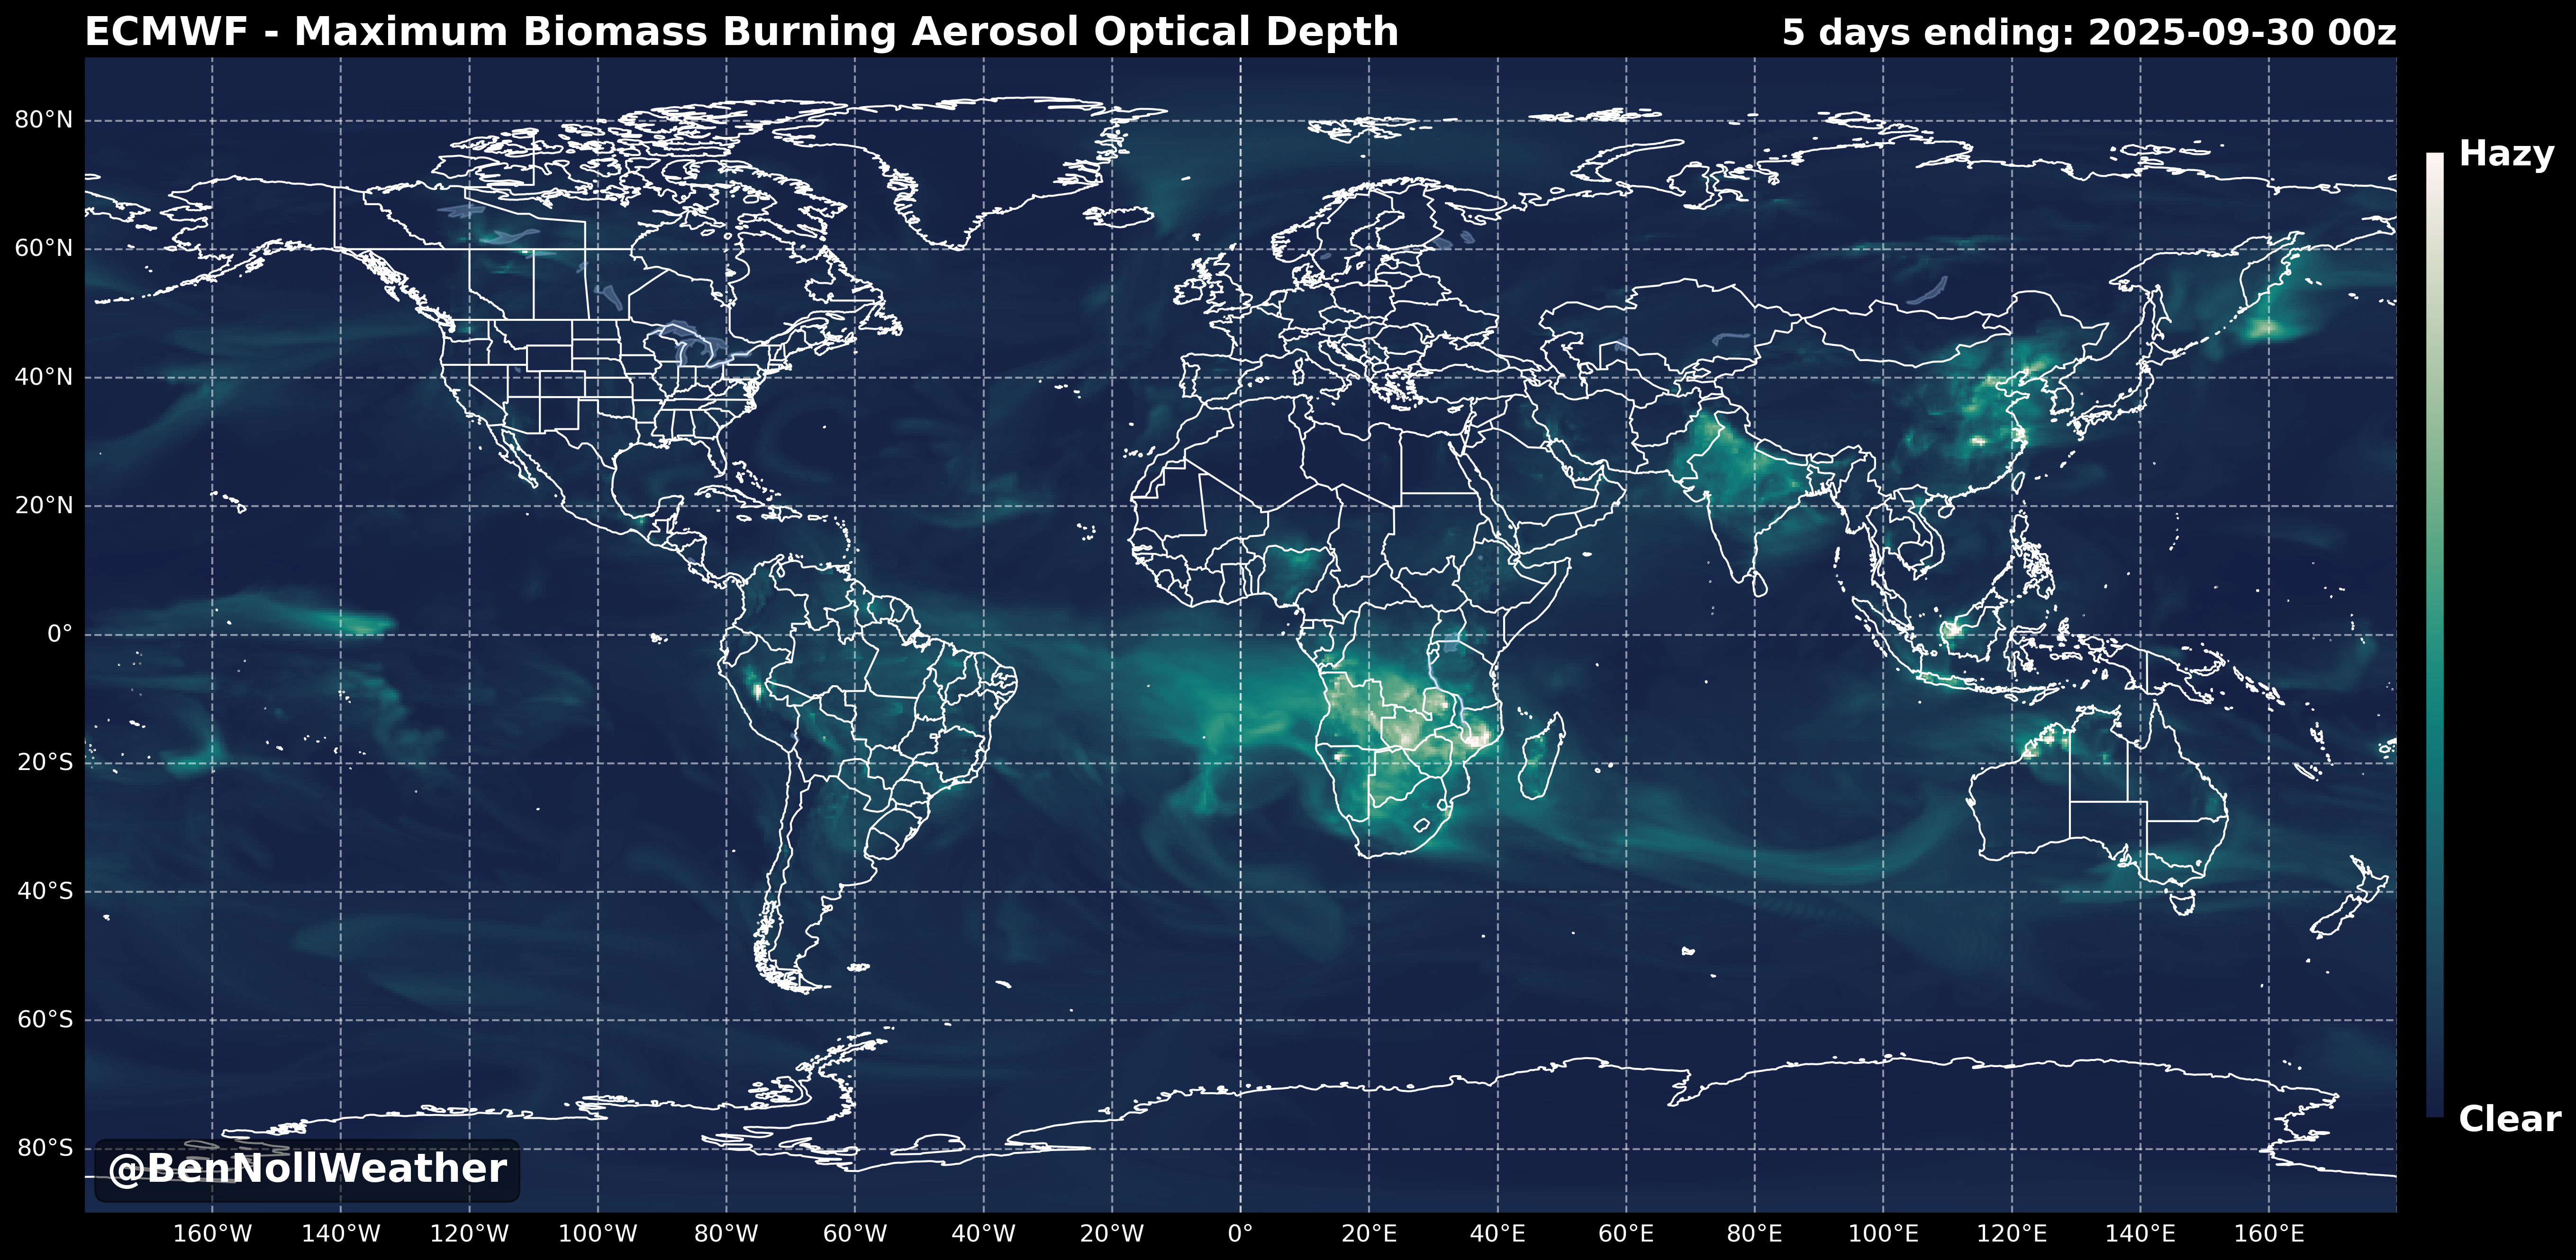 ECMWF - Maximum Biomass Burning Aerosol Optical Depth
5 days ending: 2025-09-30 00z
80°N
60°N
40°N
20°N
0°
20°S
40°S
60°S
80°S
Hazy
Clear
@BenNollWeather
160°W 140°W 120°W 100°W 80°W 60°W 40°W 20°W 0° 20°E 40°E 60°E 80°E 100°E 120°E 140°E 160°E